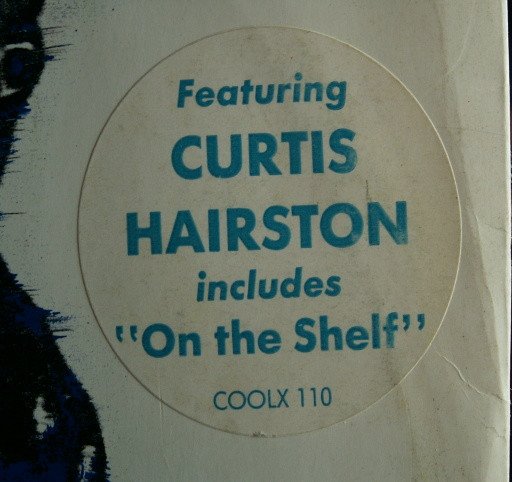 Featuring
CURTIS
HAIRSTON
includes
"On the Shelf"
COOLX 110